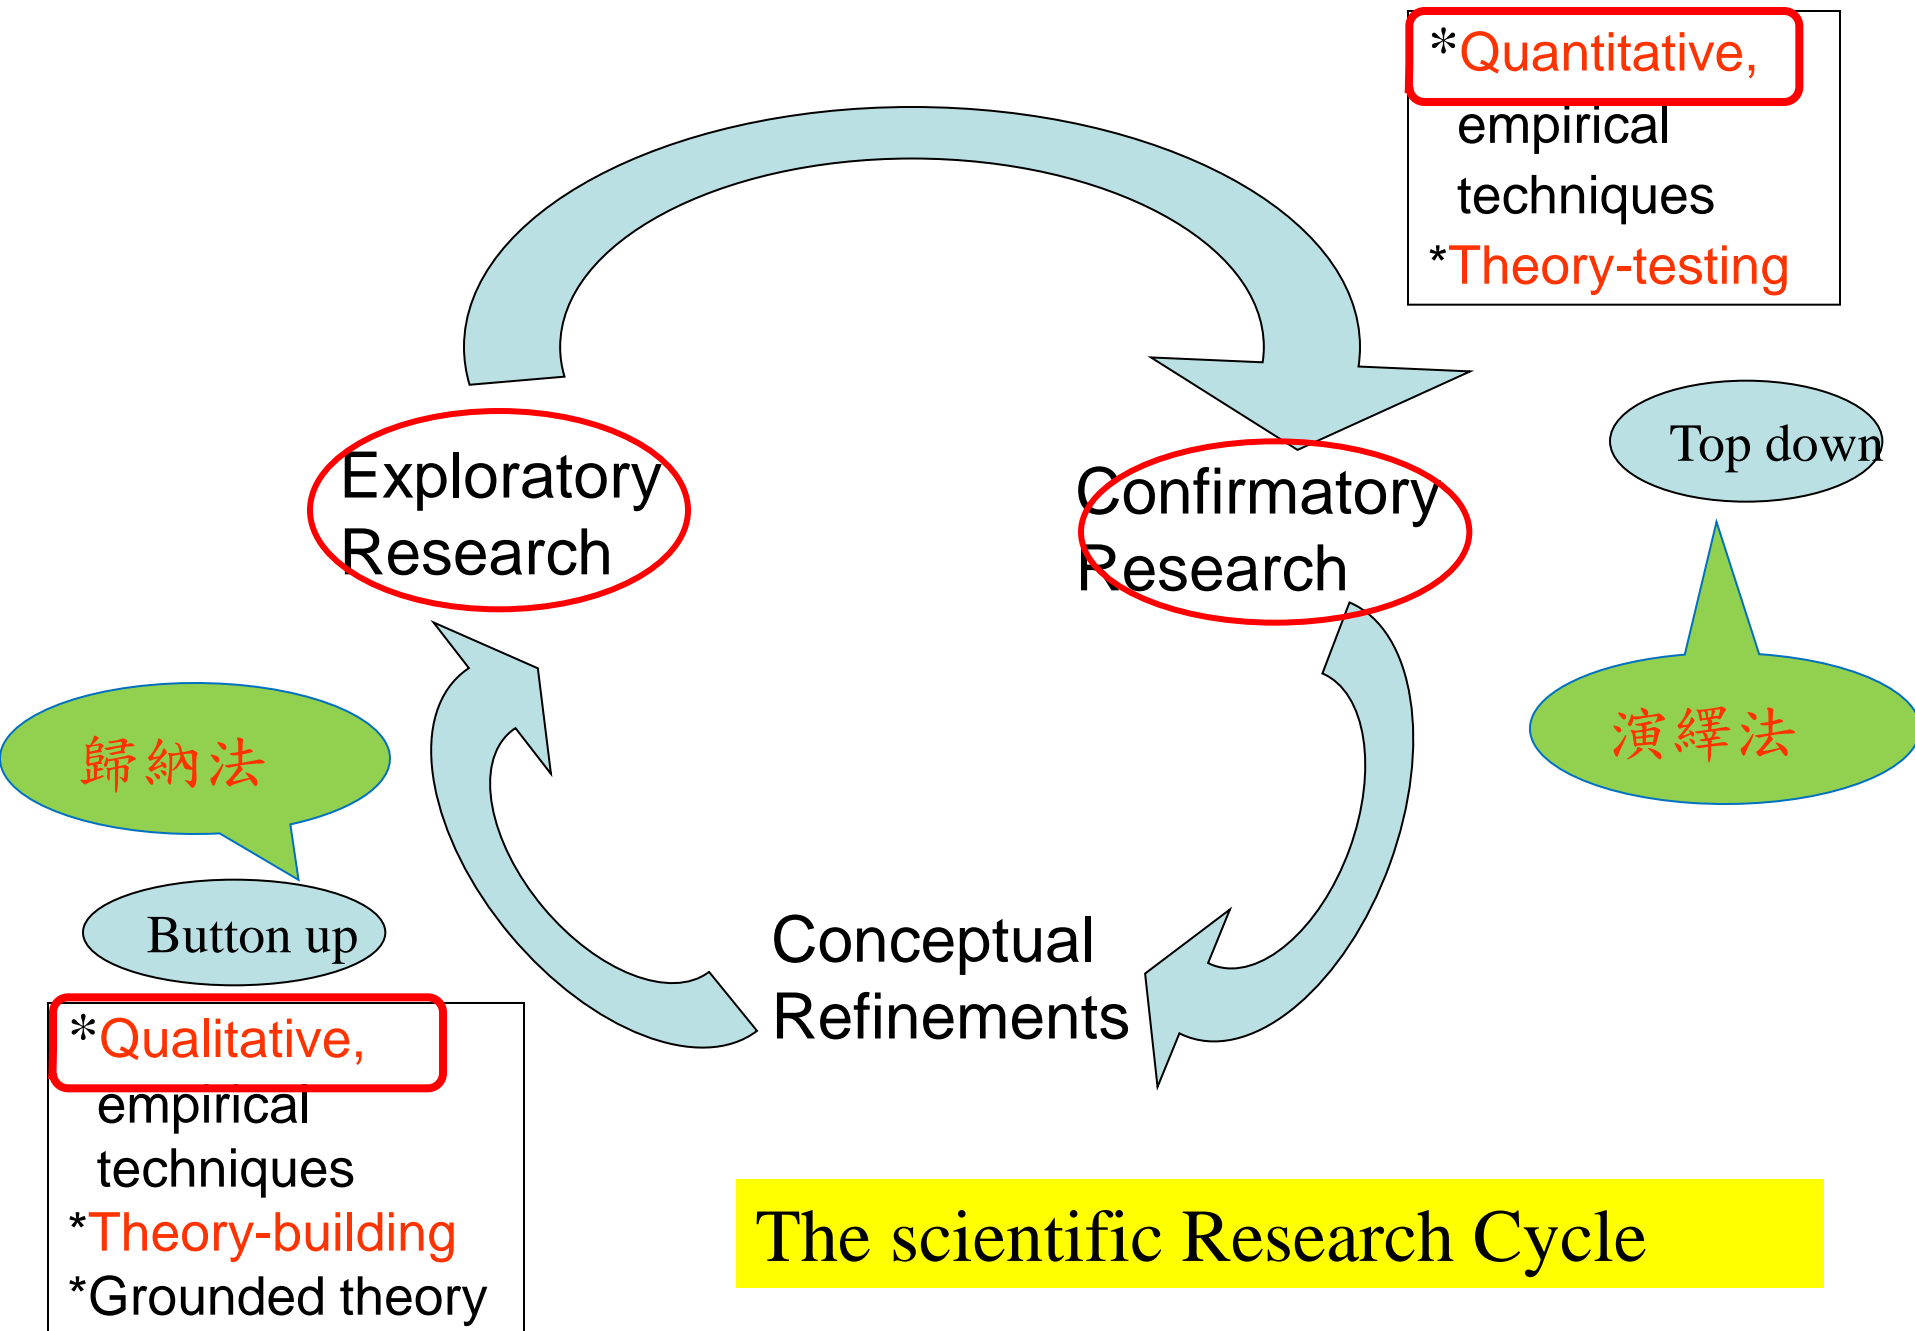 *Quantitative,
empirical
techniques
*Theory-testing
Top down
Exploratory
Research
Confirmatory
Research
歸納法
演繹法
Button up
Conceptual
Refinements
*Qualitative,
empirical
techniques
*Theory-building
*Grounded theory
The scientific Research Cycle